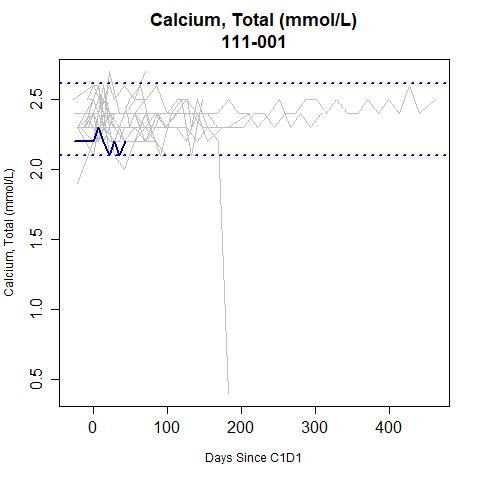 Calcium, Total (mmol/L)
111-001
Calcium, Total (mmol/L)
2.5
2.0
1.5
1.0
0.5
0 100 200 300 400
Days Since C1D1